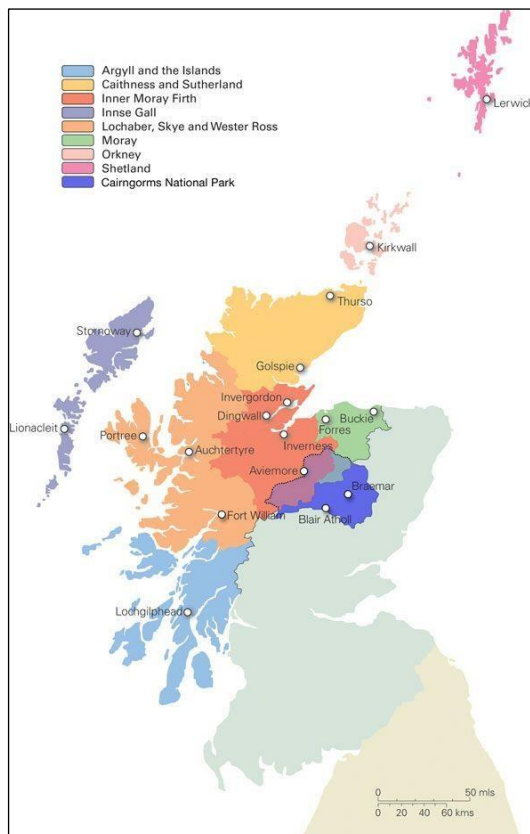 Argyll and the Islands
Caithness and Sutherland
Inner Moray Firth
Innse Gall
Lochaber, Skye and Wester Ross
Moray
Orkney
Shetland
Cairngorms National Park
Lerwick
Kirkwall
Thurso
Stornoway
Golspie
Invergordon
Dingwall
Buckie
Forres
Lionacleit
Portree
Inverness
Auchtertyre
Aviemore
Braemar
Fort William
Blair Atholl
Lochgilphead
0 50 mls
0 20 40 60 kms